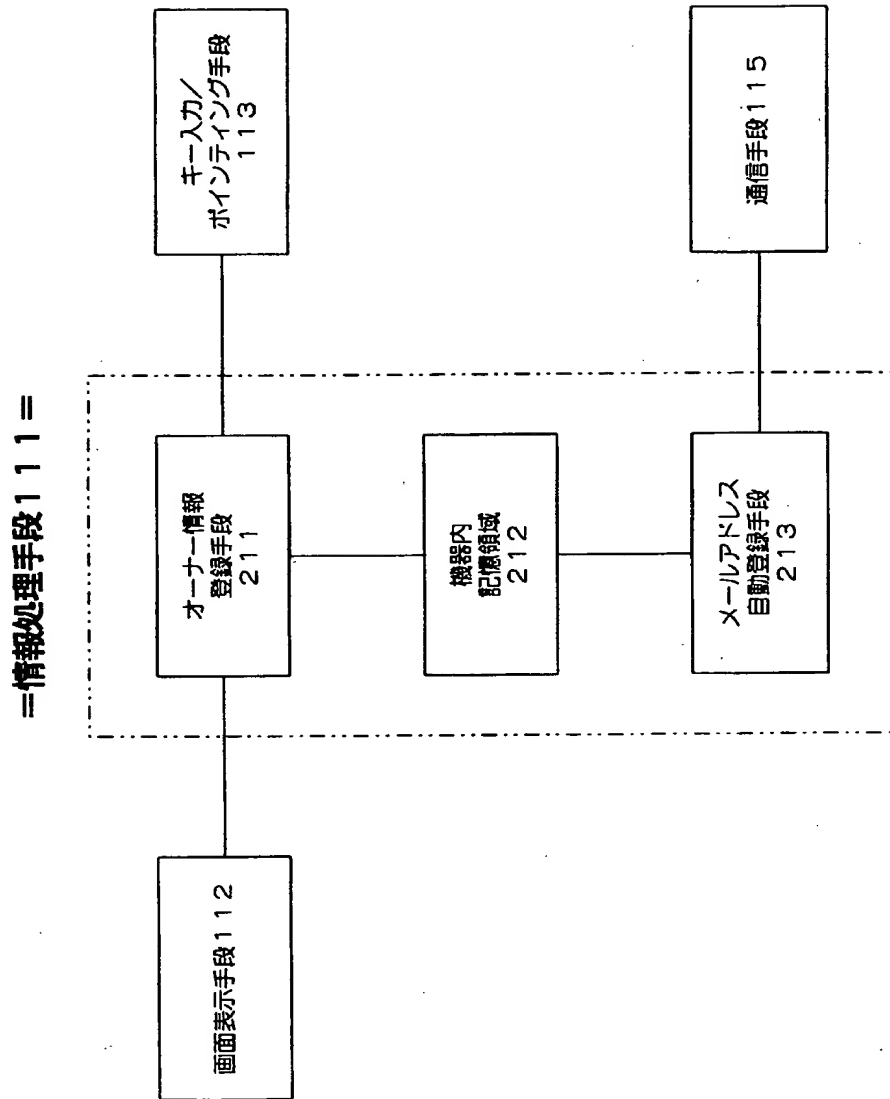 =情報処理手段111=
画面表示手段112
オーナー情報
登録手段
211
キー入力/
ポインティング手段
113
機器内
記憶領域
212
メールアドレス
自動登録手段
213
通信手段115